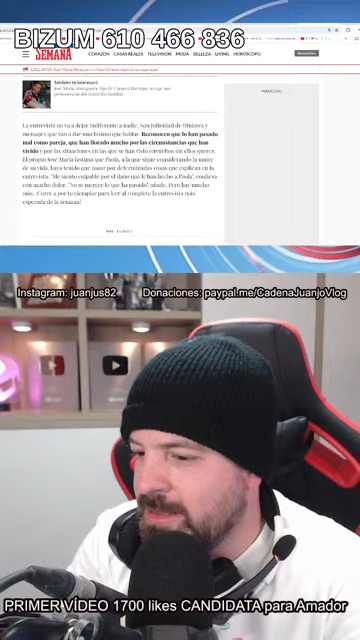 BIZUM 610 466 836
SEMANA
CORAZÓN CASAS REALES TELEVISIÓN MODA BELLEZA LIVING HORÓSCOPO
También te interesará
La entrevista no va a dejar indiferente a nadie. Son infinidad de titulares y
mensajes que van a dar muchísimo que hablar. Reconocen que lo han pasado
mal como pareja, que han llorado mucho por las circunstancias que han
vivido y por las situaciones en las que se han visto envueltos sin ellos querer.
El propio José María lastima que Paola, a la que sigue considerando la mujer
de su vida, haya tenido que pasar por determinadas cosas que explican en la
entrevista. "Me siento culpable por el daño que le han hecho a Paola", confiesa
con mucho dolor. "No se merece lo que ha pasado", añade. Pero hay mucho
más. ¡Corre a por tu ejemplar para leer al completo la entrevista más
esperada de la semana!
Instagram: juanjus82 Donaciones: paypal.me/CadenaJuanjoVlog
PRIMER VÍDEO 1700 likes CANDIDATA para Amador